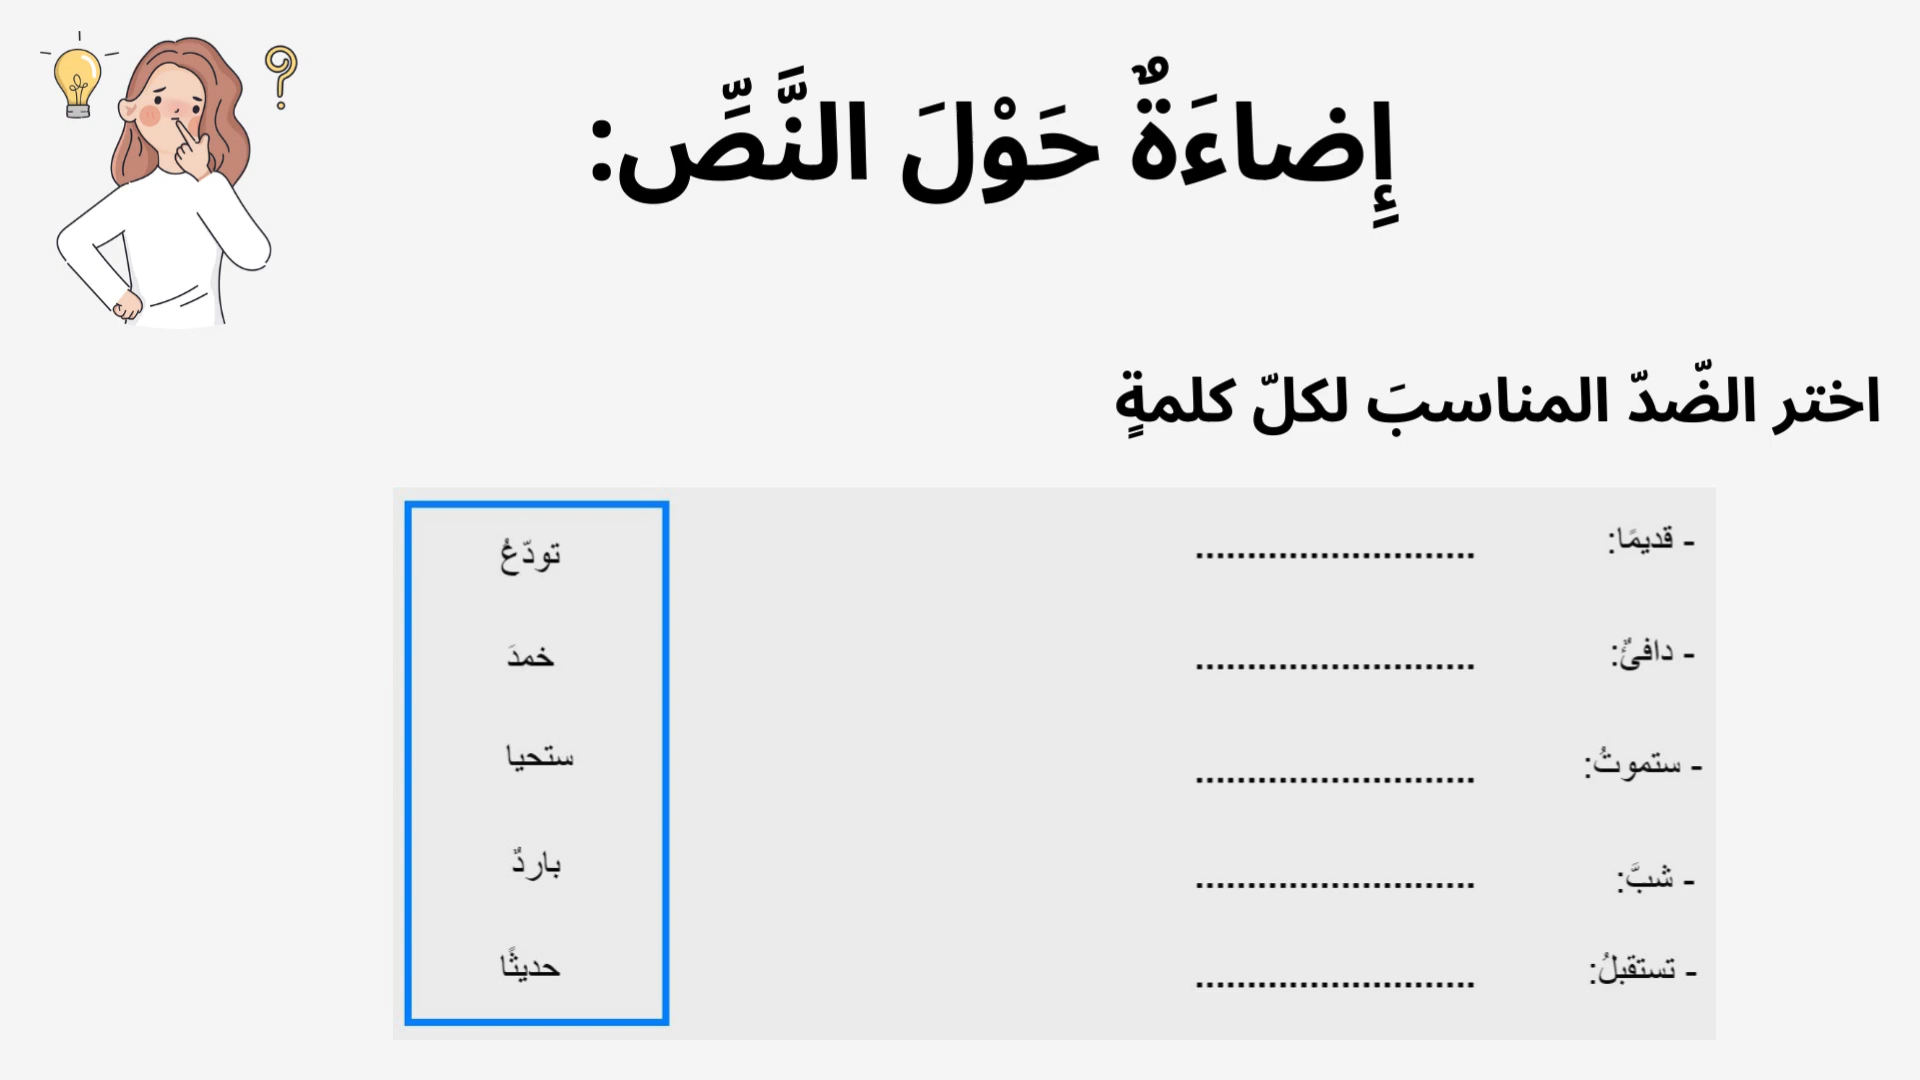 إِضاءَةٌ حَوْلَ النَّصِّ:
اختر الضّدّ المناسبَ لكلّ كلمةٍ
- قديمًا: ........................... تودّعُ
- دافئٌ: ........................... خمدَ
- ستموتُ: ........................... ستحيا
- شبَّ: ........................... باردٌ
- تستقبلُ: ........................... حديثًا